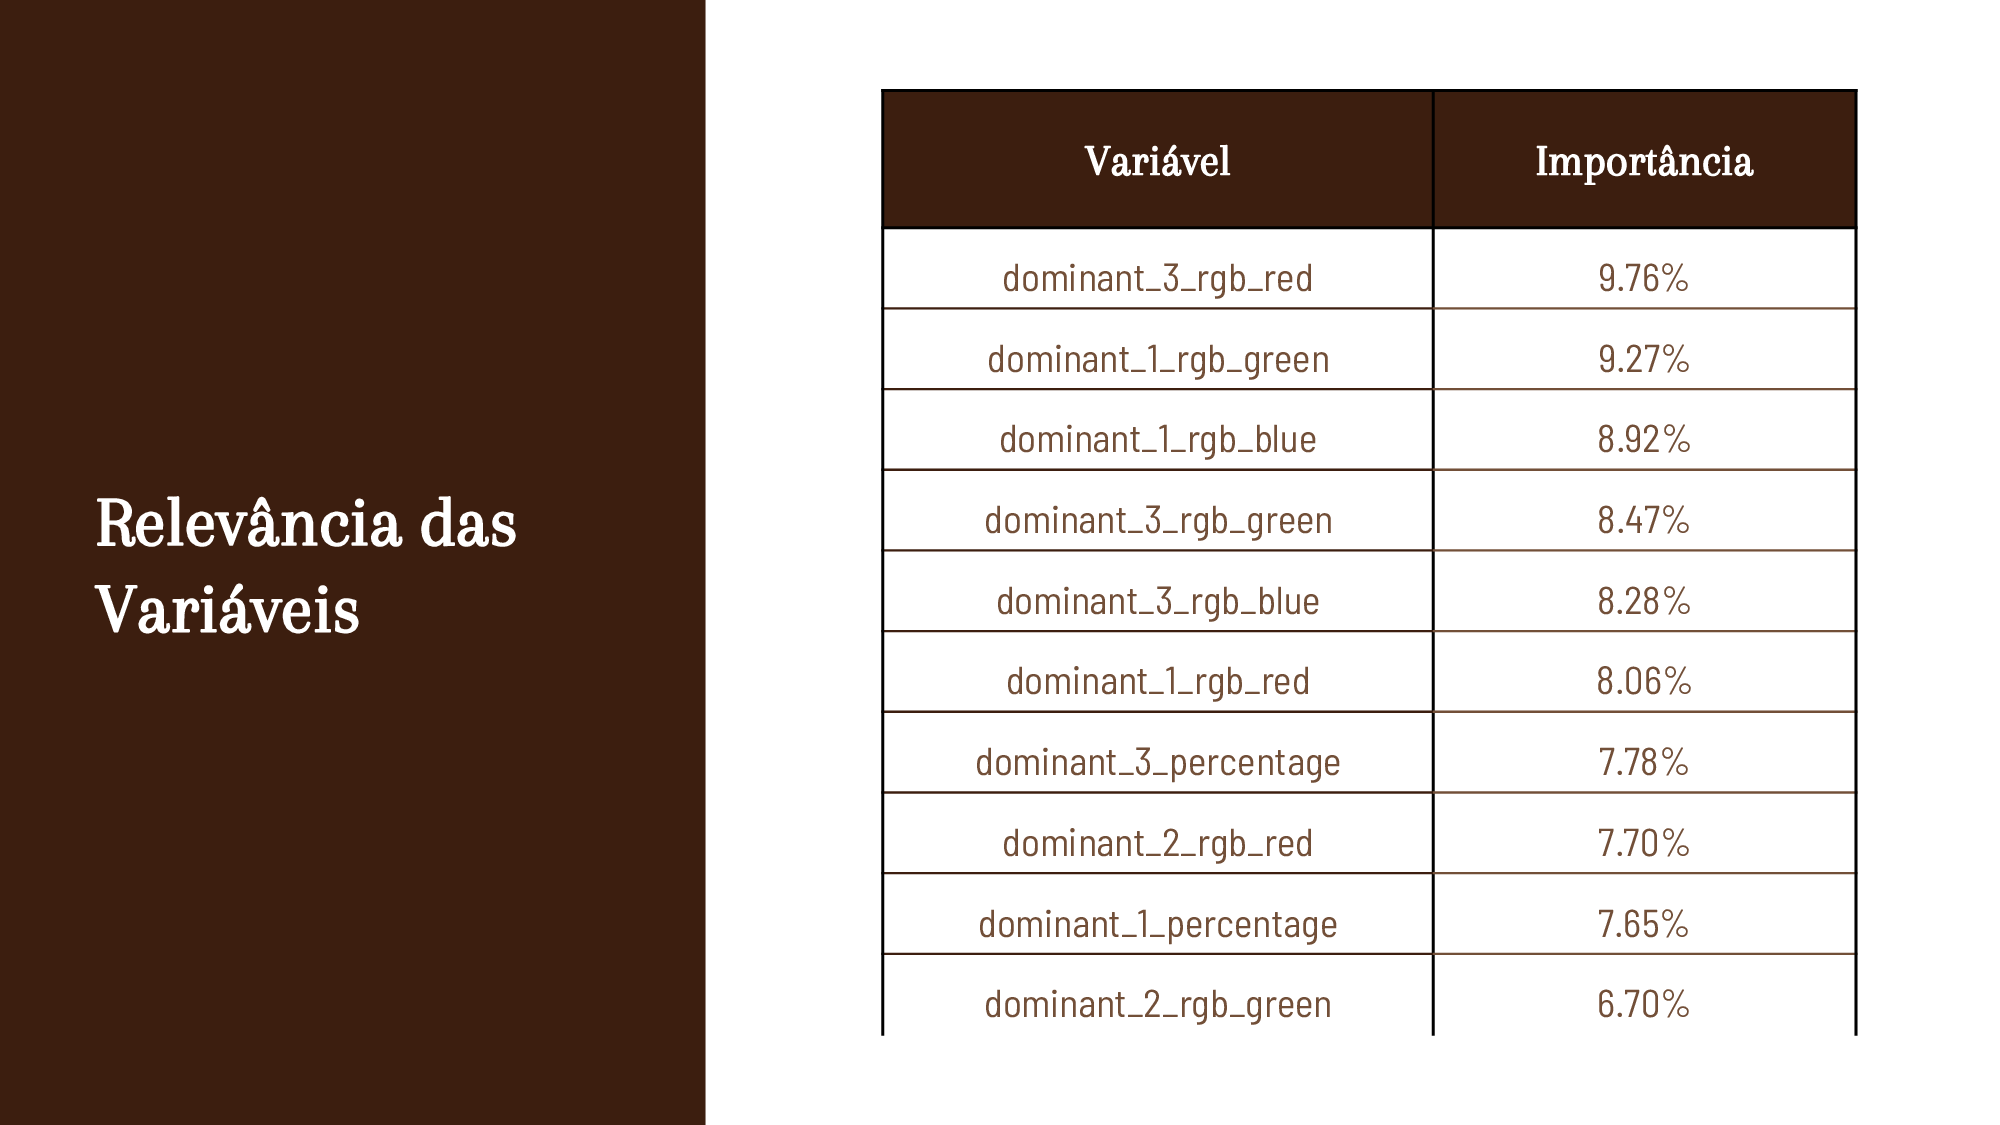 Relevância das
Variáveis
Variável Importância
dominant_3_rgb_red 9.76%
dominant_1_rgb_green 9.27%
dominant_1_rgb_blue 8.92%
dominant_3_rgb_green 8.47%
dominant_3_rgb_blue 8.28%
dominant_1_rgb_red 8.06%
dominant_3_percentage 7.78%
dominant_2_rgb_red 7.70%
dominant_1_percentage 7.65%
dominant_2_rgb_green 6.70%